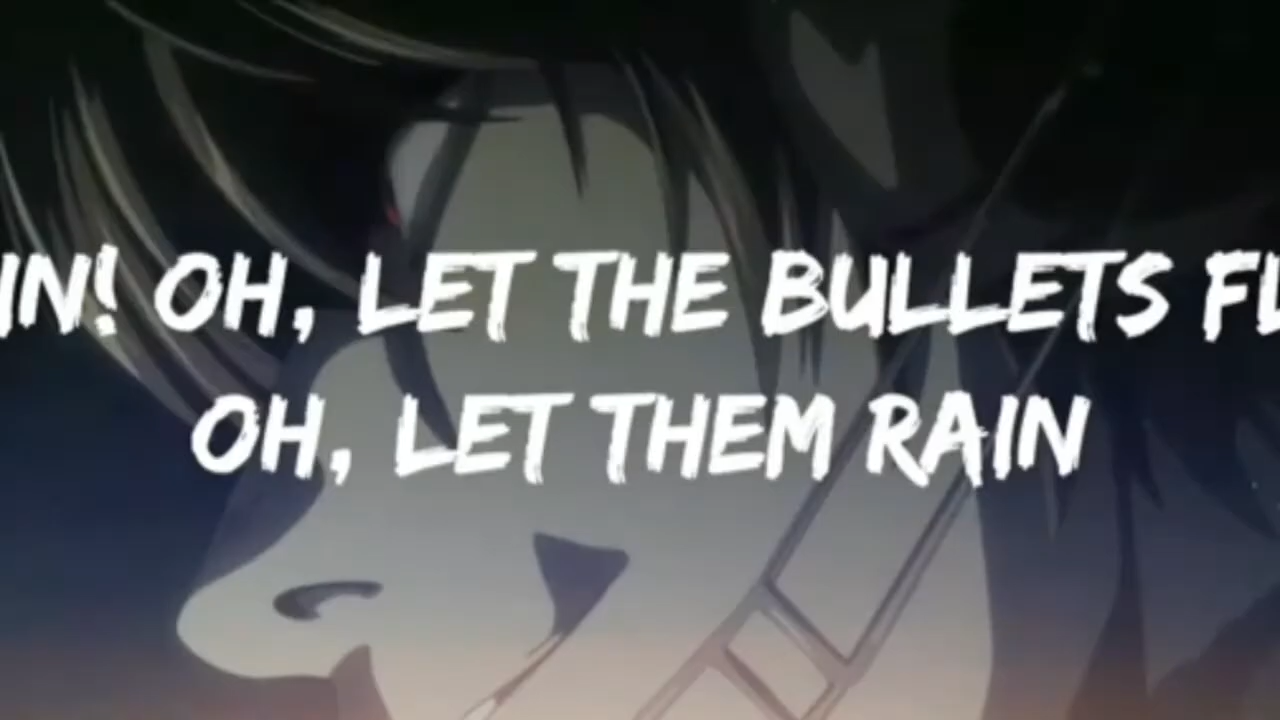 IN! OH, LET THE BULLETS FL
OH, LET THEM RAIN